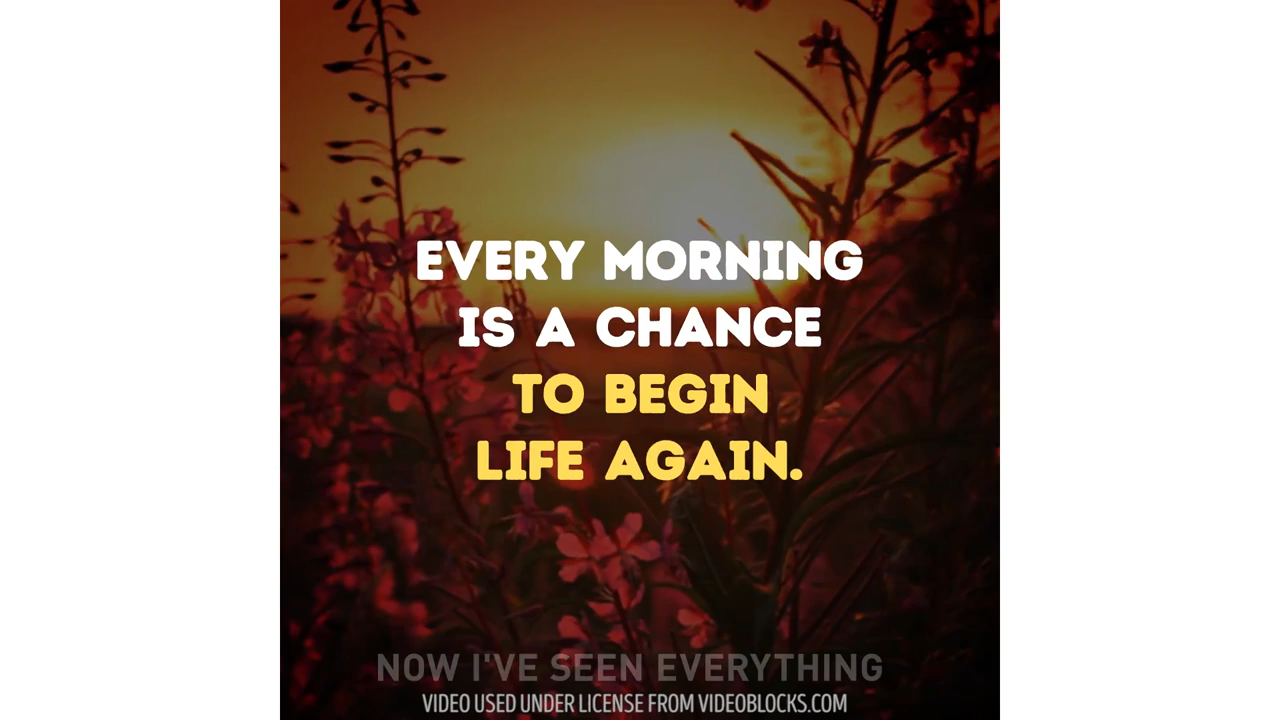 EVERY MORNING
IS A CHANCE
TO BEGIN
LIFE AGAIN.
NOW I'VE SEEN EVERYTHING
VIDEO USED UNDER LICENSE FROM VIDEOBLOCKS.COM